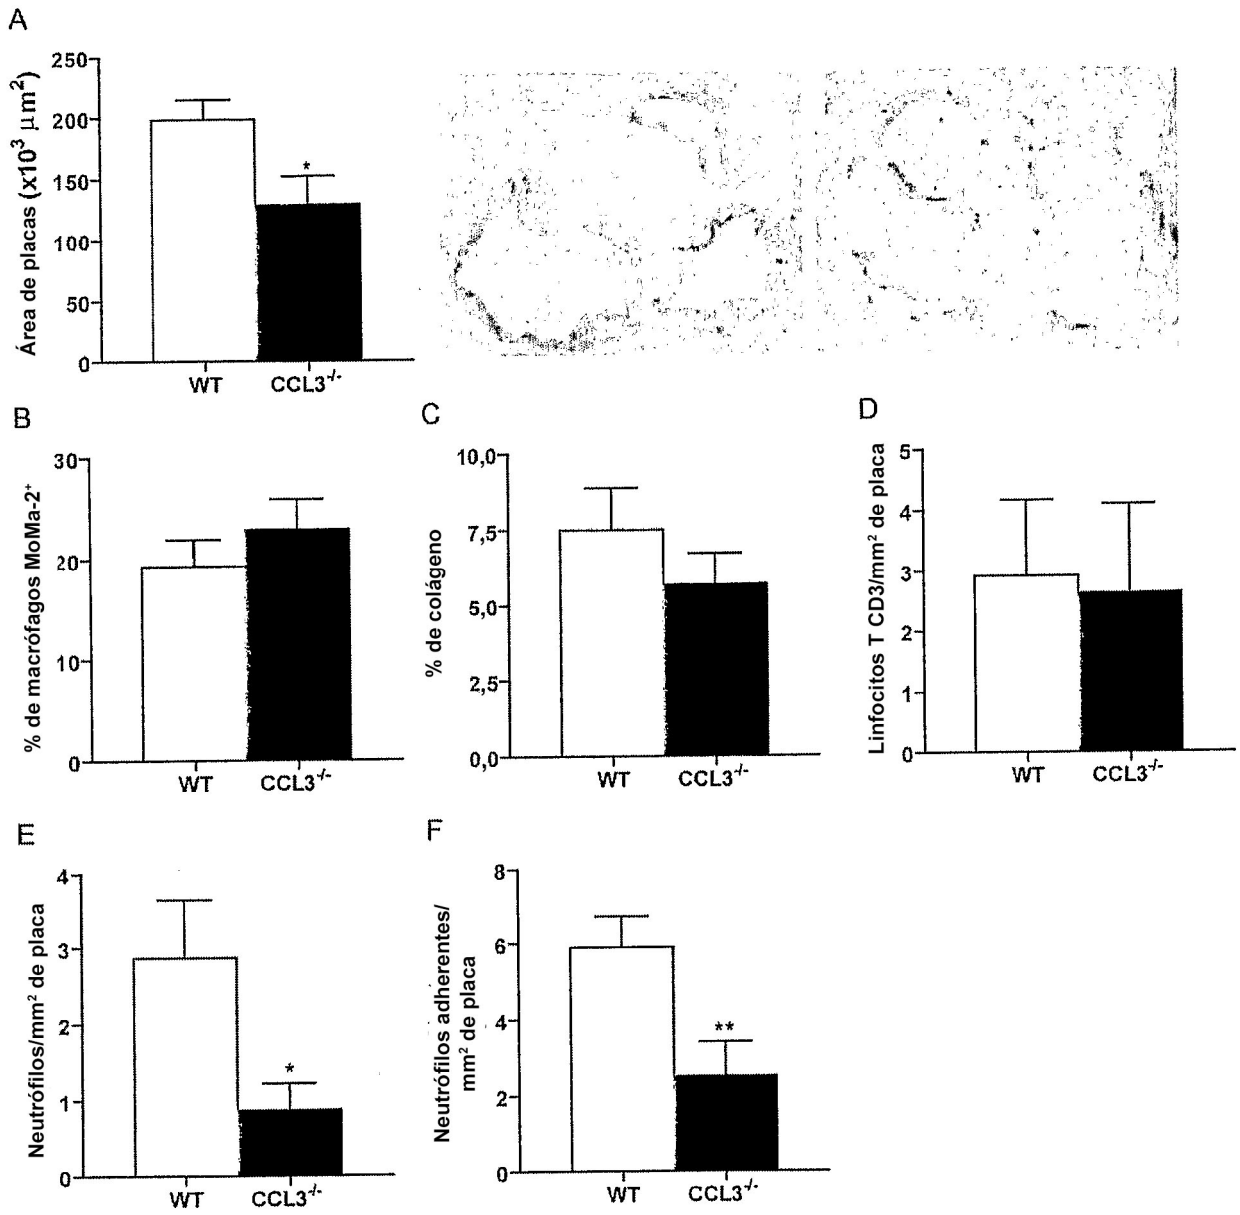 A
Área de placas (x10³ μm²)
250
200
150
100
50
0
*
WT
CCL3-/-
B
% de macrófagos MoMa-2⁺
30
20
10
0
WT
CCL3-/-
C
% de colágeno
10,0
7,5
5,0
2,5
0,0
WT
CCL3-/-
D
Linfocitos T CD3/mm² de placa
5
4
3
2
1
0
WT
CCL3-/-
E
Neutrófilos/mm² de placa
4
3
2
1
0
*
WT
CCL3-/-
F
Neutrófilos adherentes/
mm² de placa
8
6
4
2
0
**
WT
CCL3-/-